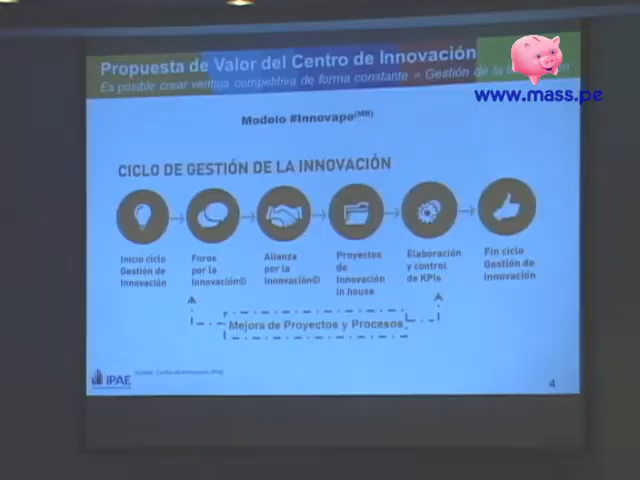 Propuesta de Valor del Centro de Innovación
Es posible crear ventaja competitiva de forma constante = Gestión de la
www.mass.pe
Modelo #Innovapo(MR)
CICLO DE GESTIÓN DE LA INNOVACIÓN
Inicio ciclo
Gestión de
Innovación
Foros
por la
Innovación©
Alianza
por la
Innovación©
Proyectos
de
Innovación
in house
Elaboración
y control
de KPIs
Fin ciclo
Gestión de
Innovación
Mejora de Proyectos y Procesos
IPAE
4